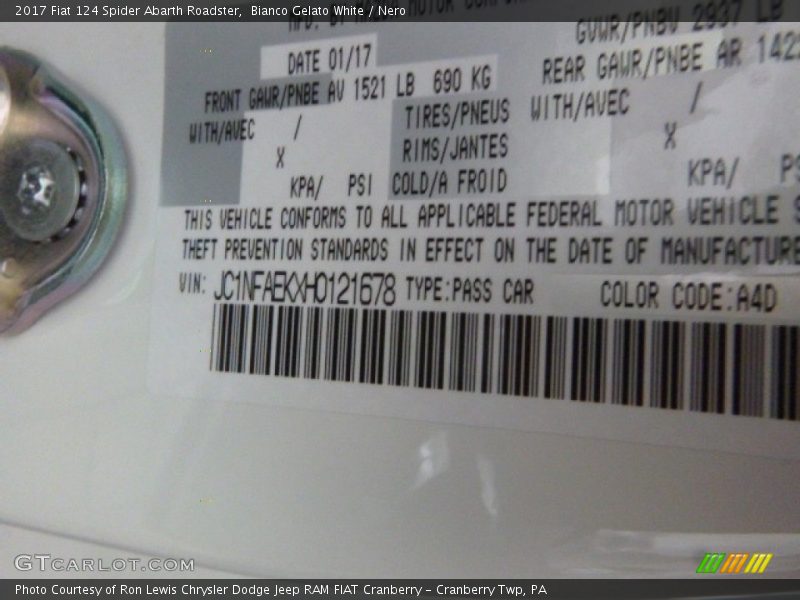 2017 Fiat 124 Spider Abarth Roadster, Bianco Gelato White / Nero
GVWR/PNBV 2937 LB
DATE 01/17
REAR GAWR/PNBE AR 1422
FRONT GAWR/PNBE AV 1521 LB 690 KG
WITH/AVEC / TIRES/PNEUS WITH/AVEC /
X RIMS/JANTES X
KPA/ PSI COLD/A FROID KPA/ PS
THIS VEHICLE CONFORMS TO ALL APPLICABLE FEDERAL MOTOR VEHICLE S
THEFT PREVENTION STANDARDS IN EFFECT ON THE DATE OF MANUFACTURE
VIN: JC1NFAEKXH0121678 TYPE:PASS CAR COLOR CODE:A4D
GTCARLOT.COM
Photo Courtesy of Ron Lewis Chrysler Dodge Jeep RAM FIAT Cranberry – Cranberry Twp, PA